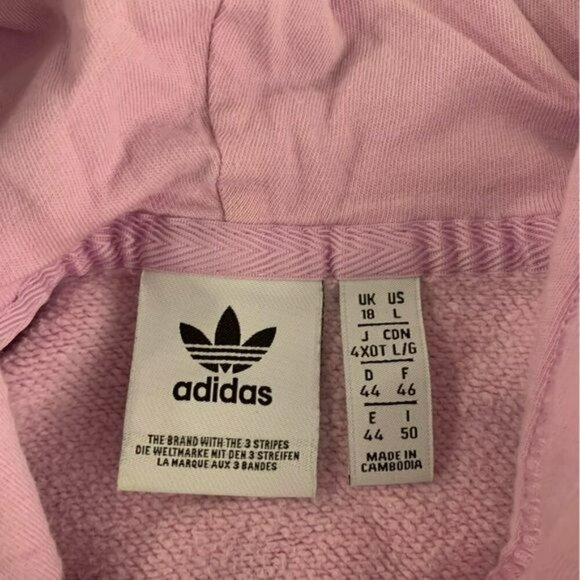 adidas
THE BRAND WITH THE 3 STRIPES
DIE WELTMARKE MIT DEN 3 STREIFEN
LA MARQUE AUX 3 BANDES
UK US
18 L
J CDN
4XOT L/G
D F
44 46
E I
44 50
MADE IN
CAMBODIA